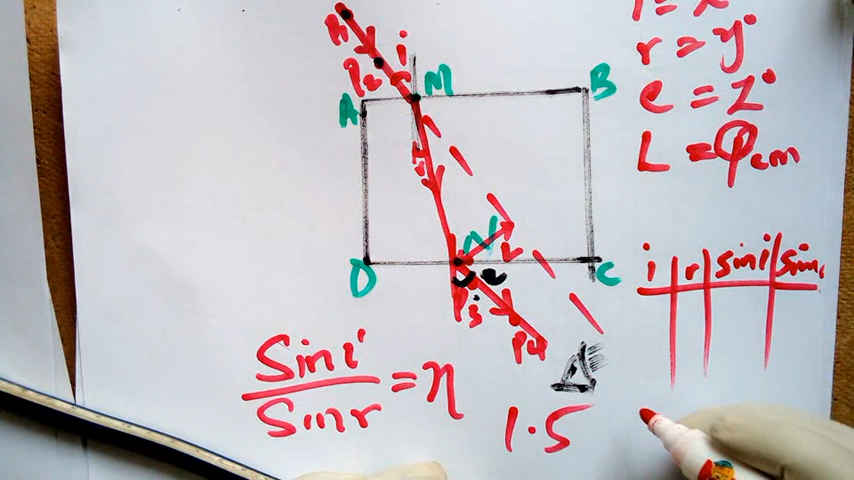 P1
P2
i
M
A
B
r
N
L
D
C
e
P3
P4
r = y°
e = z°
L = φ cm
i r sin i sin
Sin i
Sin r
= η
1.5